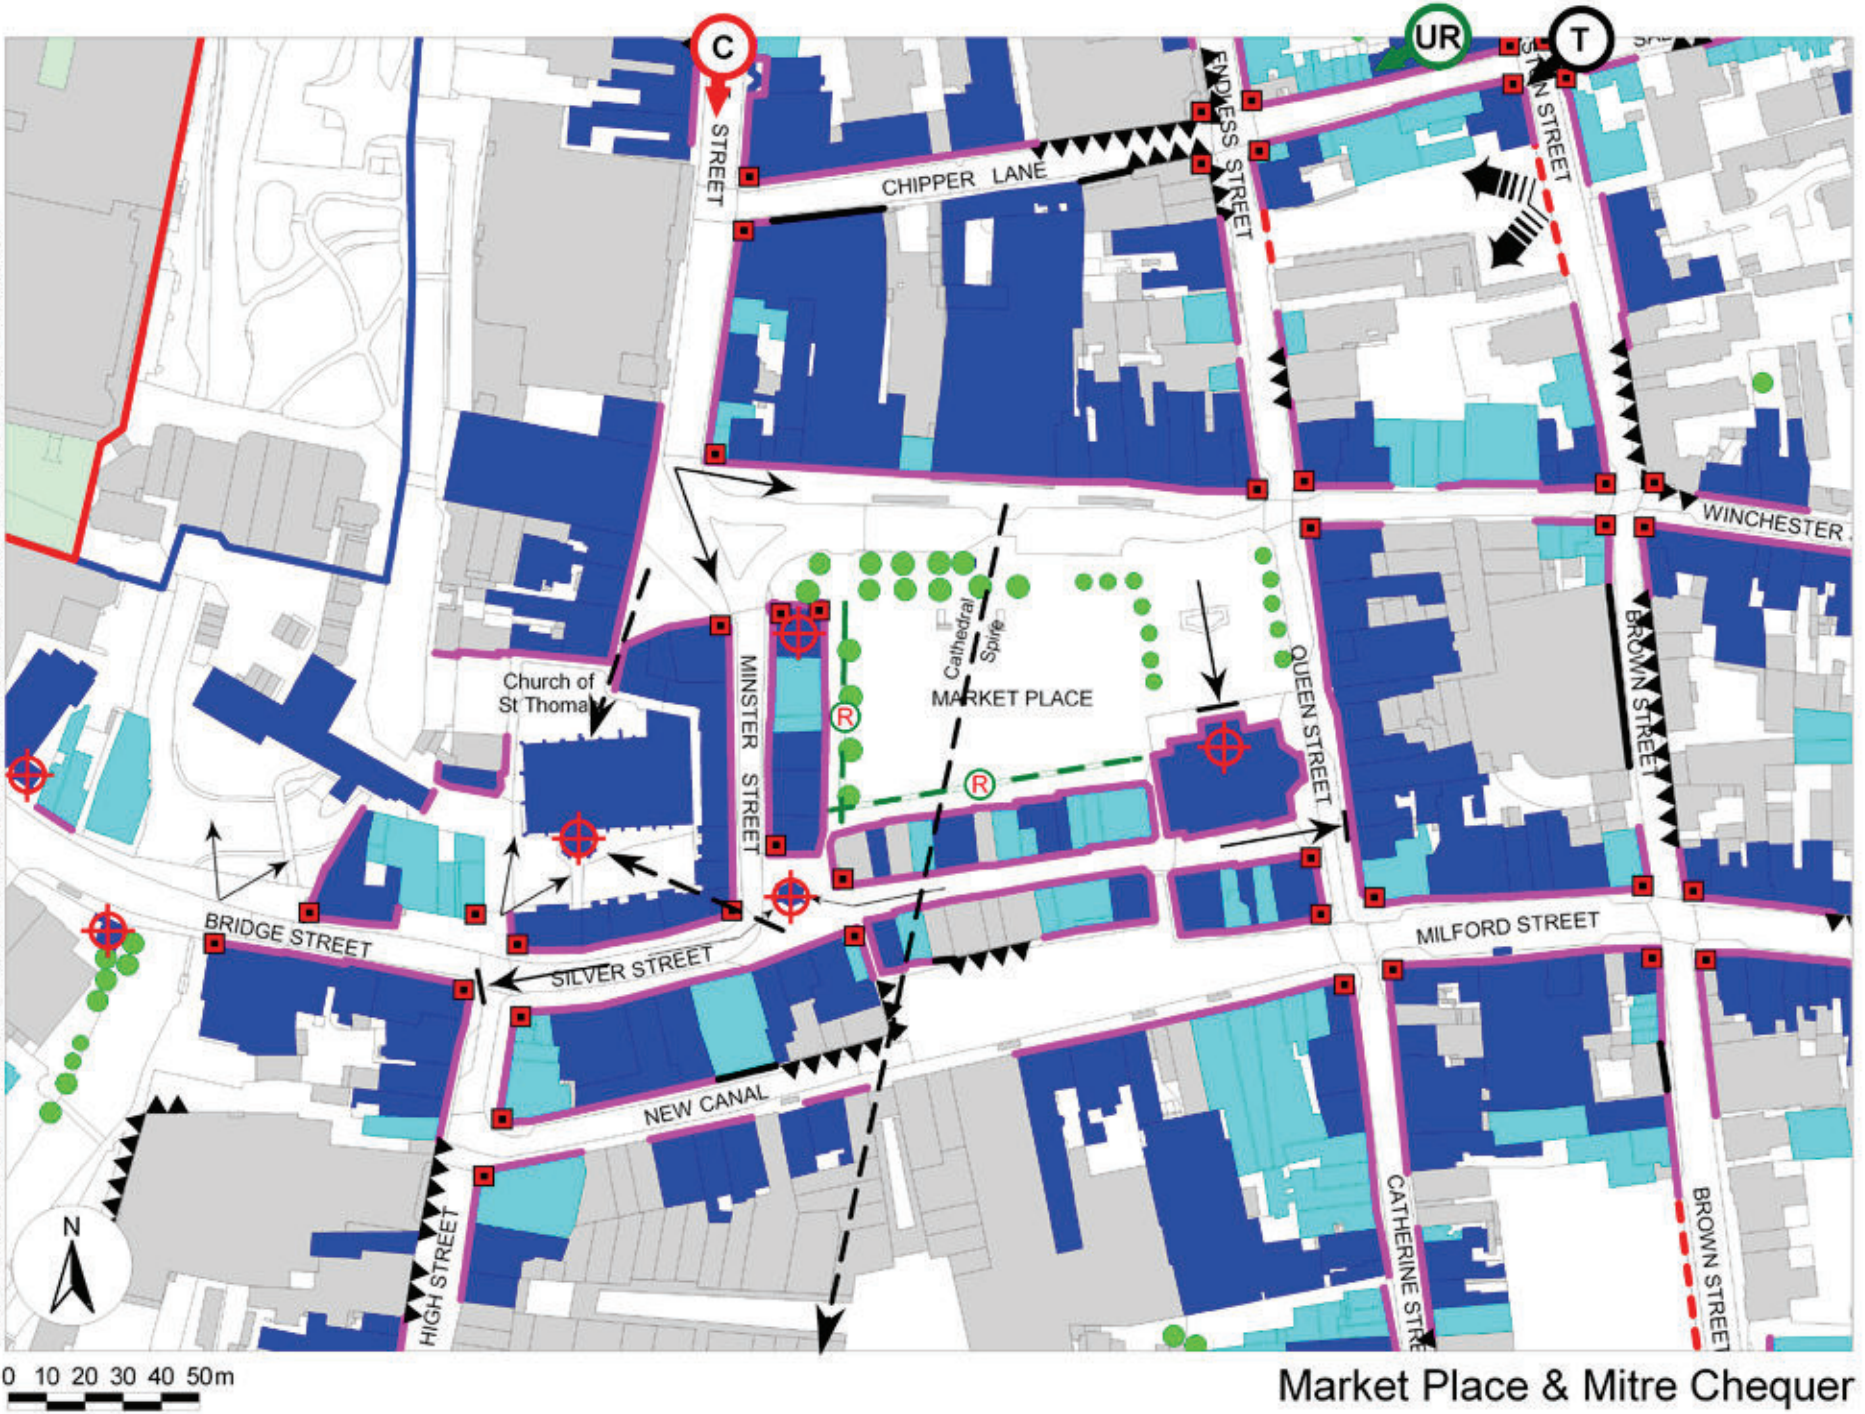 C
UR
T
STREET
ENDLESS STREET
STREET
CHIPPER LANE
WINCHESTER
Cathedral
Spire
Church of
MINSTER STREET
MARKET PLACE
QUEEN STREET
BROWN STREET
R
R
BRIDGE STREET
SILVER STREET
MILFORD STREET
NEW CANAL
HIGH STREET
CATHERINE STRE
BROWN STREET
N
0 10 20 30 40 50m
Market Place & Mitre Chequer